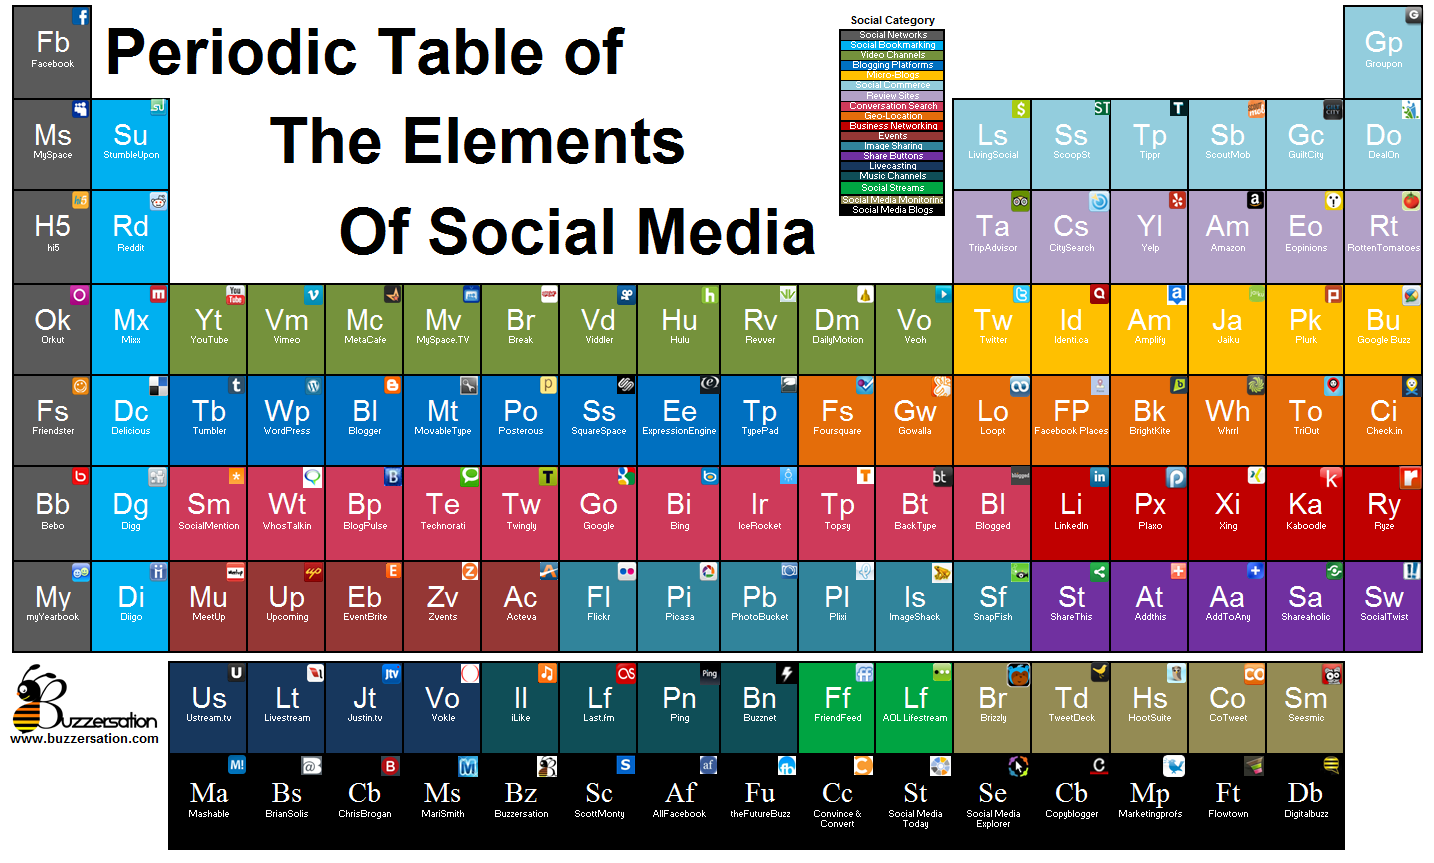 Periodic Table of
The Elements
Of Social Media
Social Category
Social Networks
Social Bookmarking
Video Channels
Blogging Platforms
Micro-Blogs
Social Commerce
Review Sites
Conversation Search
Geo-Location
Business Networking
Events
Image Sharing
Share Buttons
Livecasting
Music Channels
Social Streams
Social Media Monitoring
Social Media Blogs
Fb Gp
Facebook Groupon
Ms Su Ls Ss Tp Sb Gc Do
MySpace StumbleUpon LivingSocial ScoopSt Tippr ScoutMob GuiltCity DealOn
H5 Rd Ta Cs Yl Am Eo Rt
hi5 Reddit TripAdvisor CitySearch Yelp Amazon Eopinions RottenTomatoes
Ok Mx Yt Vm Mc Mv Br Vd Hu Rv Dm Vo Tw Id Am Ja Pk Bu
Orkut Mixx YouTube Vimeo MetaCafe MySpace.TV Break Viddler Hulu Revver DailyMotion Veoh Twitter Identi.ca Amplify Jaiku Plurk Google Buzz
Fs Dc Tb Wp Bl Mt Po Ss Ee Tp Fs Gw Lo FP Bk Wh To Ci
Friendster Delicious Tumbler WordPress Blogger MovableType Posterous SquareSpace ExpressionEngine TypePad Foursquare Gowalla Loopt Facebook Places BrightKite Whrrl TriOut Check.in
Bb Dg Sm Wt Bp Te Tw Go Bi Ir Tp Bt Bl Li Px Xi Ka Ry
Bebo Digg SocialMention WhosTalkin BlogPulse Technorati Twingly Google Bing IceRocket Topsy BackType Blogged LinkedIn Plaxo Xing Kaboodle Ryze
My Di Mu Up Eb Zv Ac Fl Pi Pb Pl Is Sf St At Aa Sa Sw
myYearbook Diigo MeetUp Upcoming EventBrite Zvents Acteva Flickr Picasa PhotoBucket Plixi ImageShack SnapFish ShareThis Addthis AddToAny Shareaholic SocialTwist
Us Lt Jt Vo Il Lf Pn Bn Ff Lf Br Td Hs Co Sm
Ustream.tv Livestream Justin.tv Vokle iLike Last.fm Ping Buzznet FriendFeed AOL Lifestream Brizzly TweetDeck HootSuite CoTweet Seesmic
Buzzersation
www.buzzersation.com
Ma Bs Cb Ms Bz Sc Af Fu Cc St Se Cb Mp Ft Db
Mashable BrianSolis ChrisBrogan MariSmith Buzzersation ScottMonty AllFacebook theFutureBuzz Convince & Social Media Social Media Copyblogger Marketingprofs Flowtown Digitalbuzz
Convert Today Explorer